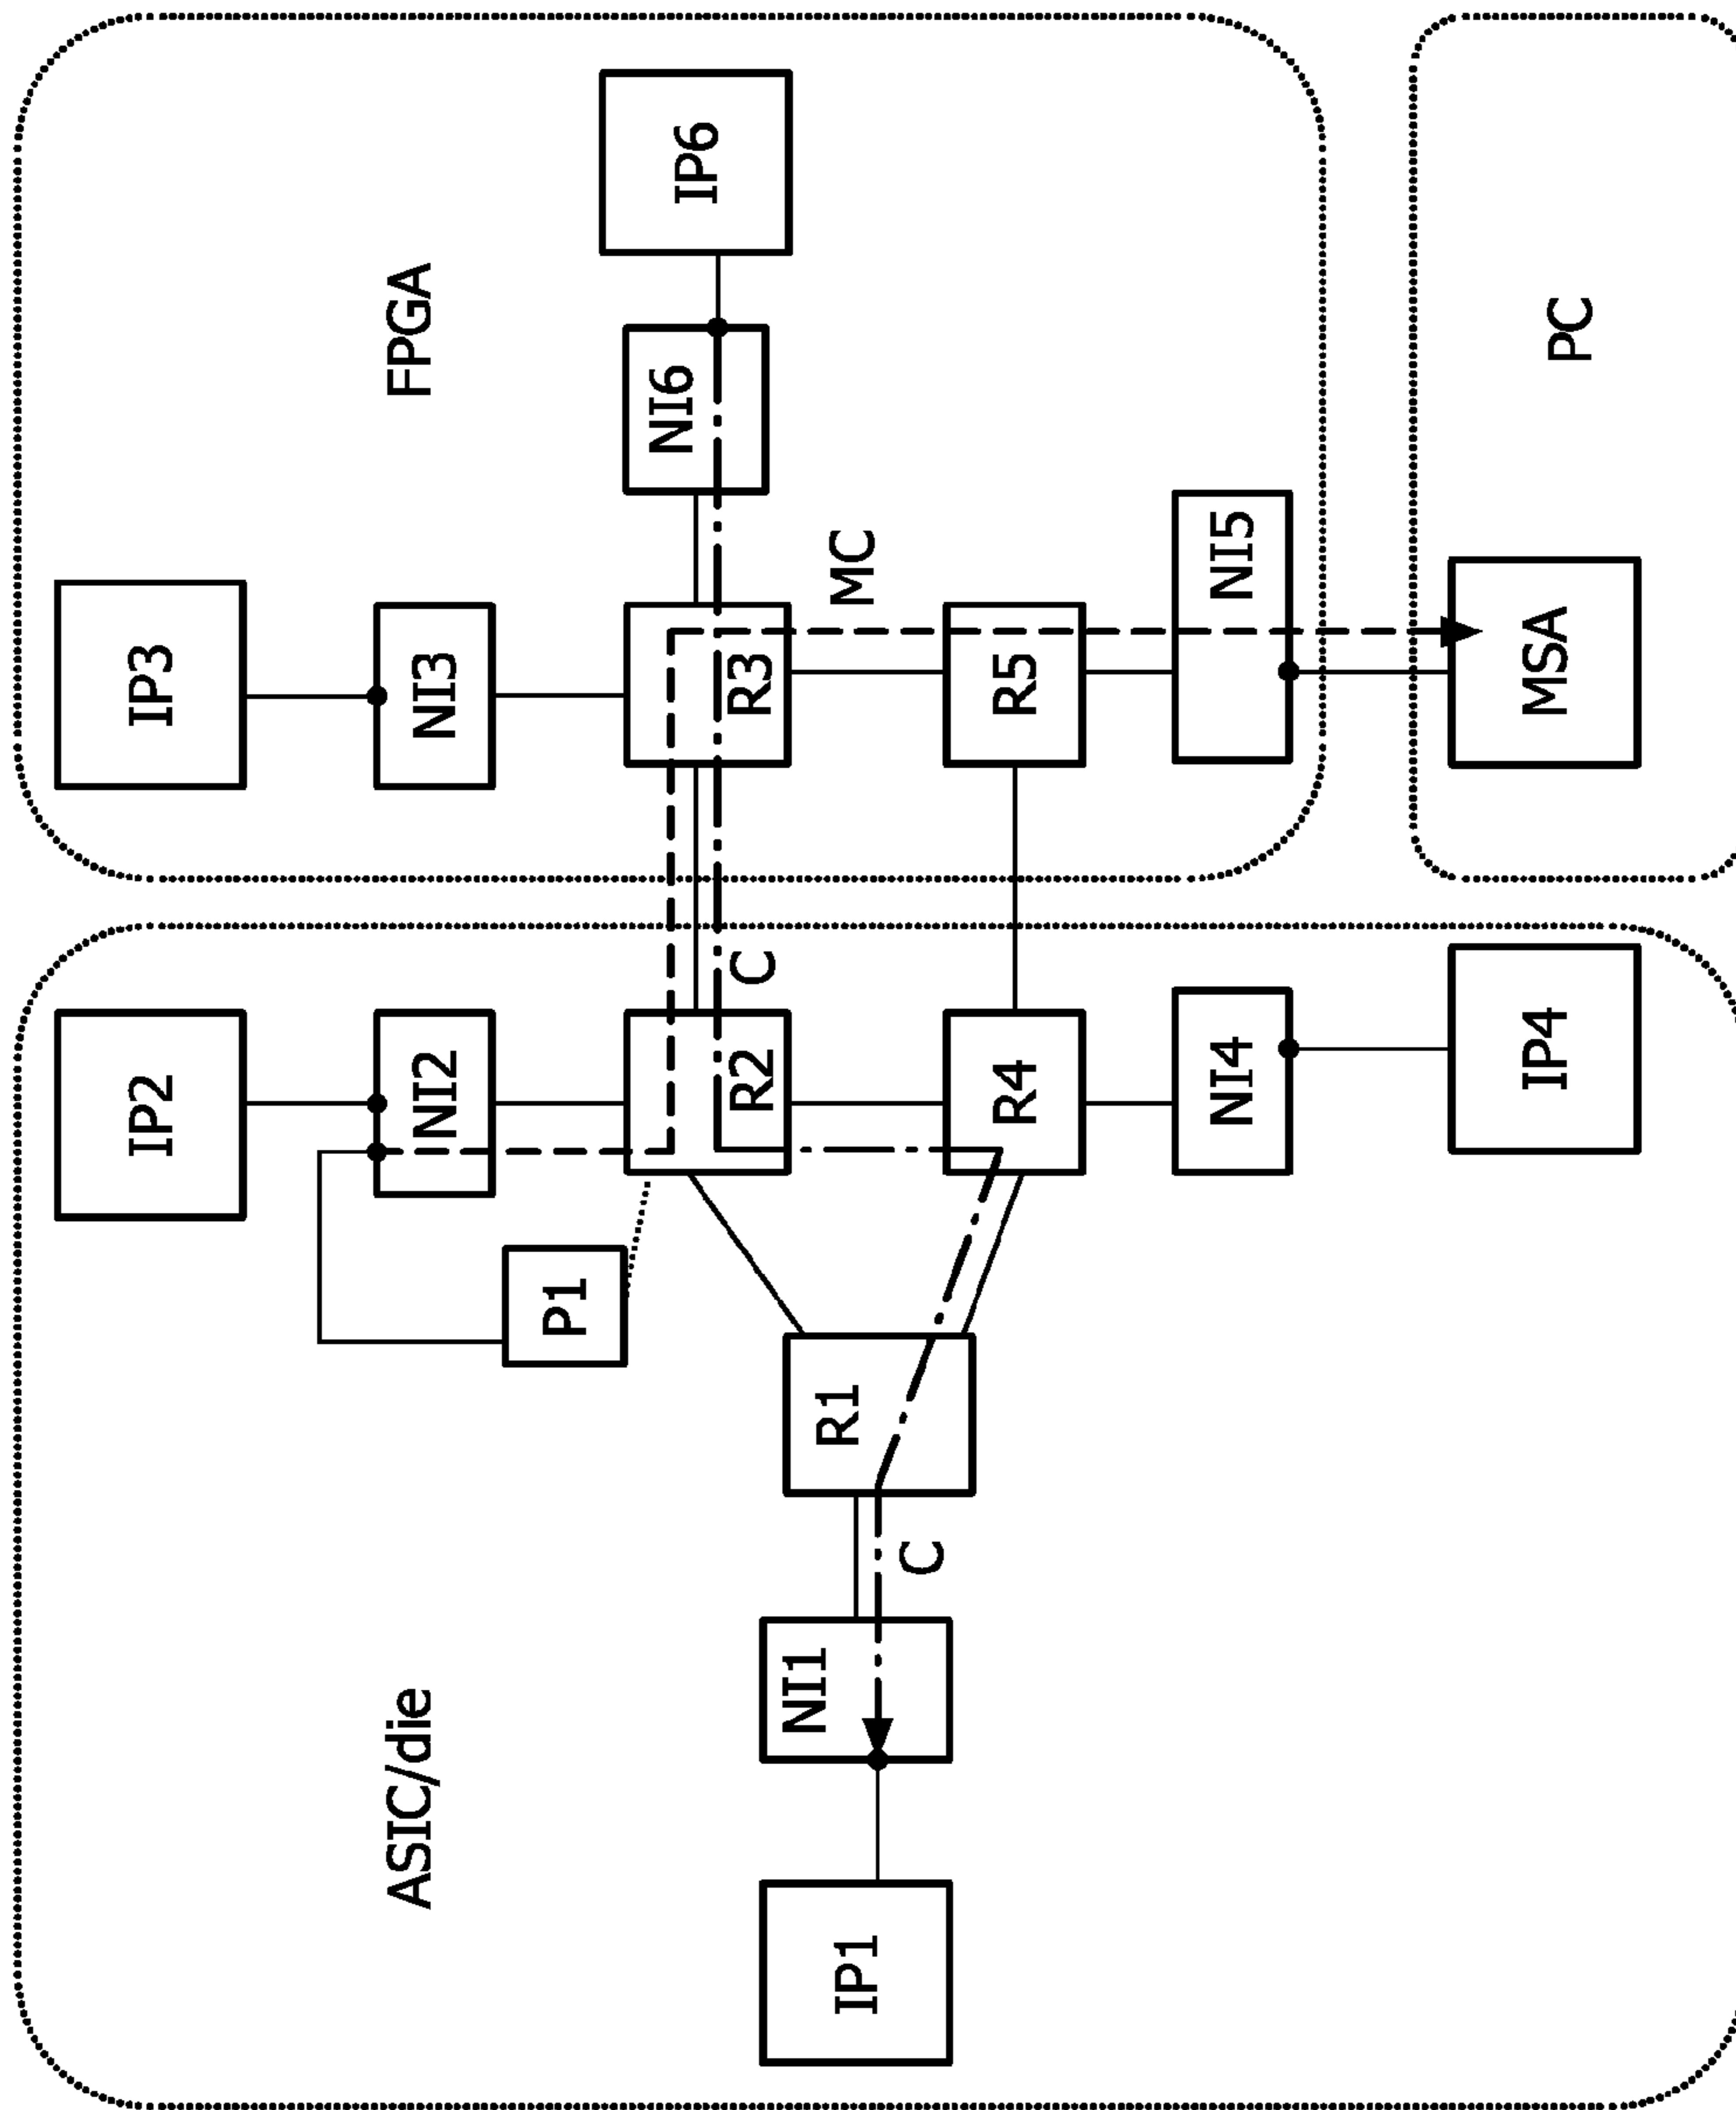 ASIC/die
FPGA
PC
IP2
IP3
NI2
NI3
P1
IP1
NI1
C
R1
R2
C
R3
MC
NI6
IP6
R4
R5
NI4
NI5
IP4
MSA